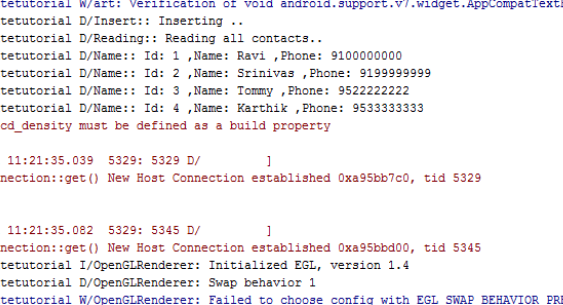 tetutorial W/art: Verification of void android.support.v7.widget.AppCompatTextH
tetutorial D/Insert:: Inserting ..
tetutorial D/Reading:: Reading all contacts..
tetutorial D/Name:: Id: 1 ,Name: Ravi ,Phone: 9100000000
tetutorial D/Name:: Id: 2 ,Name: Srinivas ,Phone: 9199999999
tetutorial D/Name:: Id: 3 ,Name: Tommy ,Phone: 9522222222
tetutorial D/Name:: Id: 4 ,Name: Karthik ,Phone: 9533333333
cd_density must be defined as a build property
11:21:35.039 5329: 5329 D/ ]
nection::get() New Host Connection established 0xa95bb7c0, tid 5329
11:21:35.082 5329: 5345 D/ ]
nection::get() New Host Connection established 0xa95bbd00, tid 5345
tetutorial I/OpenGLRenderer: Initialized EGL, version 1.4
tetutorial D/OpenGLRenderer: Swap behavior 1
tetutorial W/OpenGLRenderer: Failed to choose config with EGL_SWAP_BEHAVIOR_PRE